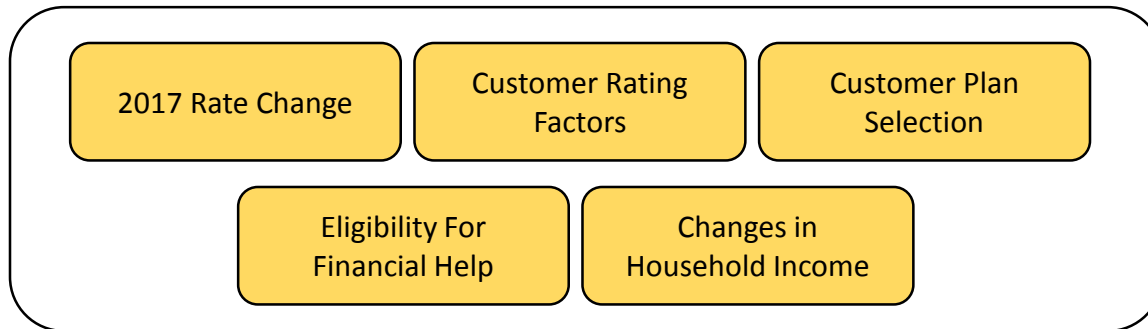 2017 Rate Change
Customer Rating
Factors
Customer Plan
Selection
Eligibility For
Financial Help
Changes in
Household Income